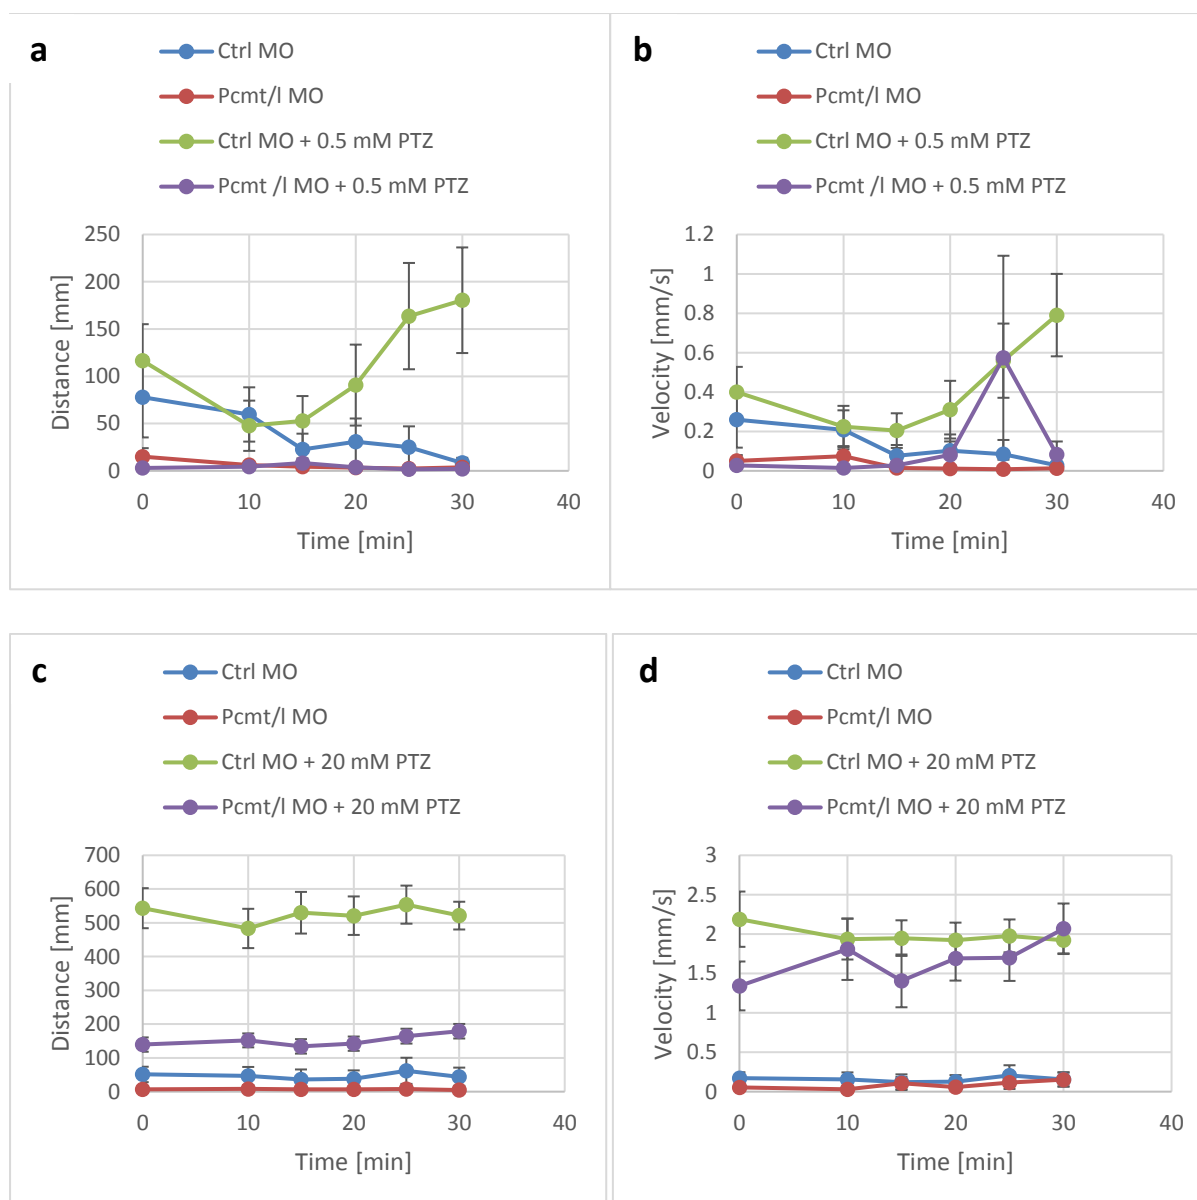 a
Ctrl MO
Pcmt/l MO
Ctrl MO + 0.5 mM PTZ
Pcmt /l MO + 0.5 mM PTZ
250
200
150
100
50
0
Distance [mm]
0 10 20 30 40
Time [min]
b
Ctrl MO
Pcmt/l MO
Ctrl MO + 0.5 mM PTZ
Pcmt /l MO + 0.5 mM PTZ
1.2
1
0.8
0.6
0.4
0.2
0
Velocity [mm/s]
0 10 20 30 40
Time [min]
c
Ctrl MO
Pcmt/l MO
Ctrl MO + 20 mM PTZ
Pcmt/l MO + 20 mM PTZ
700
600
500
400
300
200
100
0
Distance [mm]
0 10 20 30 40
Time [min]
d
Ctrl MO
Pcmt/l MO
Ctrl MO + 20 mM PTZ
Pcmt/l MO + 20 mM PTZ
3
2.5
2
1.5
1
0.5
0
Velocity [mm/s]
0 10 20 30 40
Time [min]